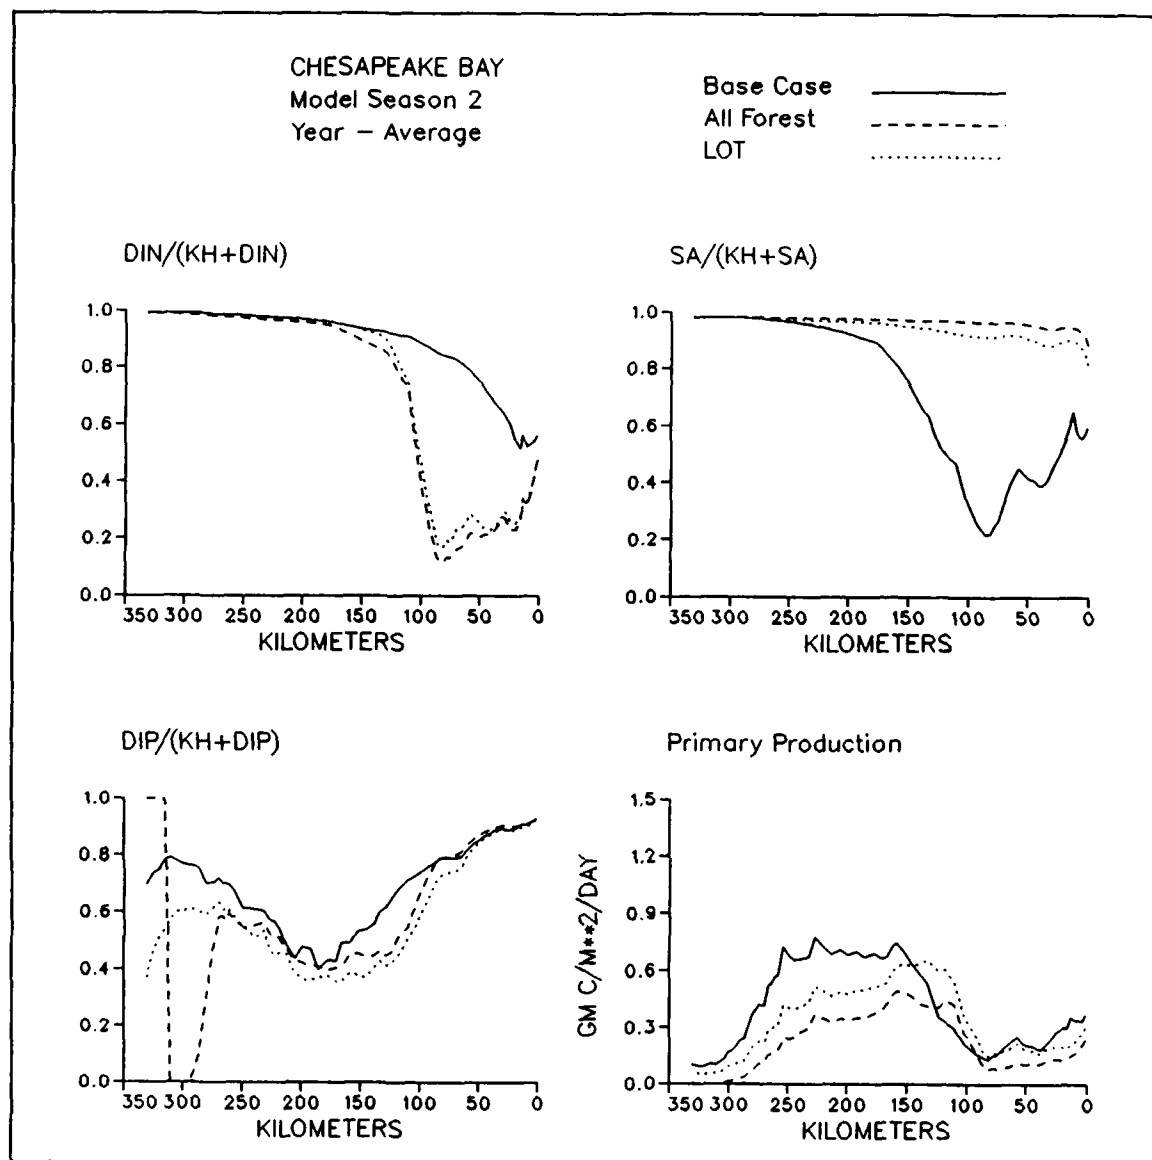 CHESAPEAKE BAY
Model Season 2
Year – Average
Base Case
All Forest
LOT
DIN/(KH+DIN)
1.0
0.8
0.6
0.4
0.2
0.0
350 300 250 200 150 100 50 0
KILOMETERS
SA/(KH+SA)
1.0
0.8
0.6
0.4
0.2
0.0
350 300 250 200 150 100 50 0
KILOMETERS
DIP/(KH+DIP)
1.0
0.8
0.6
0.4
0.2
0.0
350 300 250 200 150 100 50 0
KILOMETERS
Primary Production
GM C/M**2/DAY
1.5
1.2
0.9
0.6
0.3
0.0
350 300 250 200 150 100 50 0
KILOMETERS